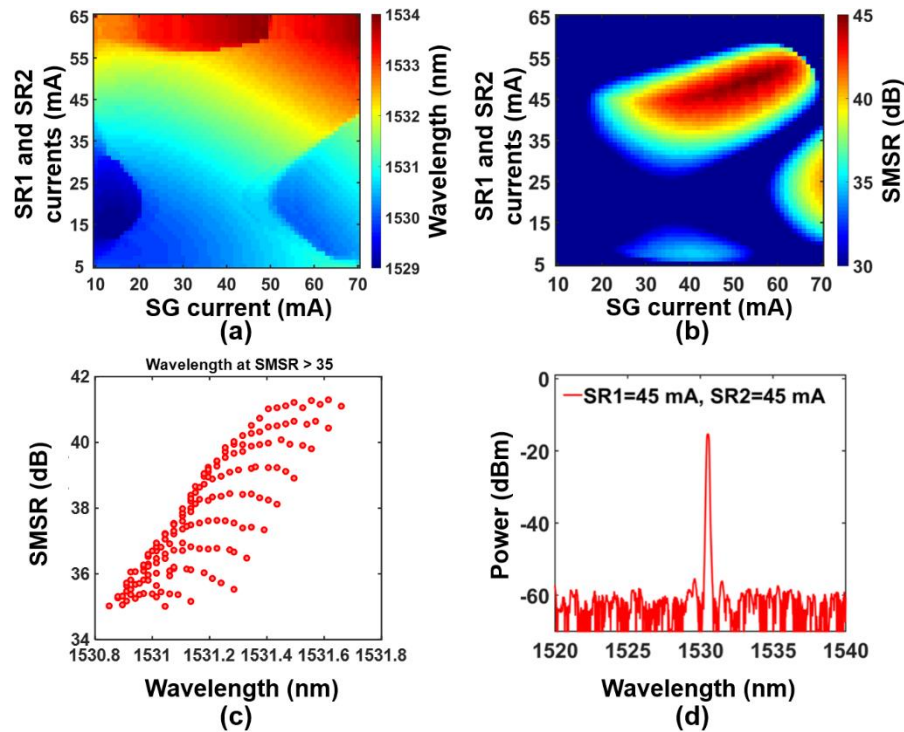 65
55
45
35
25
15
5
SR1 and SR2
currents (mA)
10 20 30 40 50 60 70
SG current (mA)
(a)
1534
1533
1532
1531
1530
1529
Wavelength (nm)
65
55
45
35
25
15
5
SR1 and SR2
currents (mA)
10 20 30 40 50 60 70
SG current (mA)
(b)
45
40
35
30
SMSR (dB)
Wavelength at SMSR > 35
42
40
38
36
34
SMSR (dB)
1530.8 1531 1531.2 1531.4 1531.6 1531.8
Wavelength (nm)
(c)
0
-20
-40
-60
Power (dBm)
SR1=45 mA, SR2=45 mA
1520 1525 1530 1535 1540
Wavelength (nm)
(d)